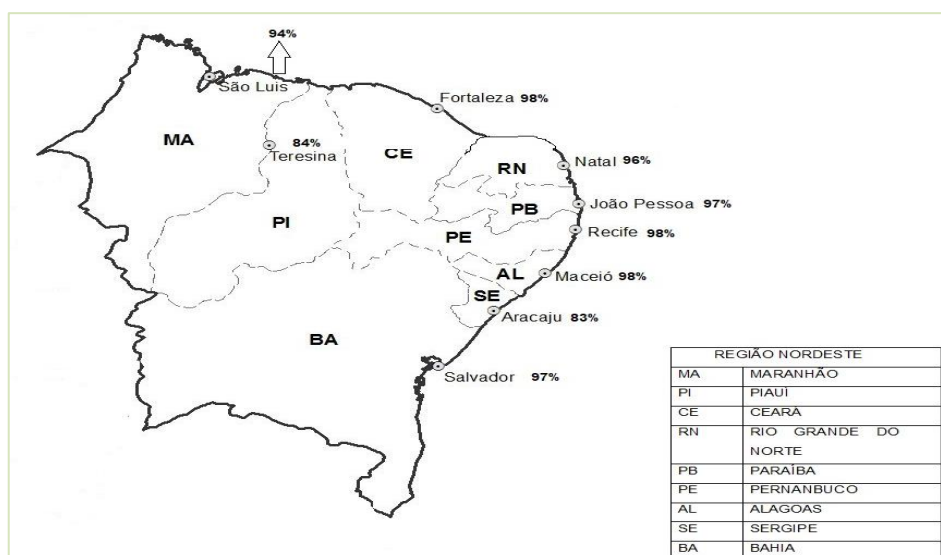 94%
São Luis
Fortaleza 98%
MA
84%
Teresina
CE
RN
Natal 96%
PB
João Pessoa 97%
PI
PE
Recife 98%
AL
Maceió 98%
SE
Aracaju 83%
BA
Salvador 97%
REGIÃO NORDESTE
MA MARANHÃO
PI PIAUÌ
CE CEARÁ
RN RIO GRANDE DO
NORTE
PB PARAÍBA
PE PERNANBUCO
AL ALAGOAS
SE SERGIPE
BA BAHIA